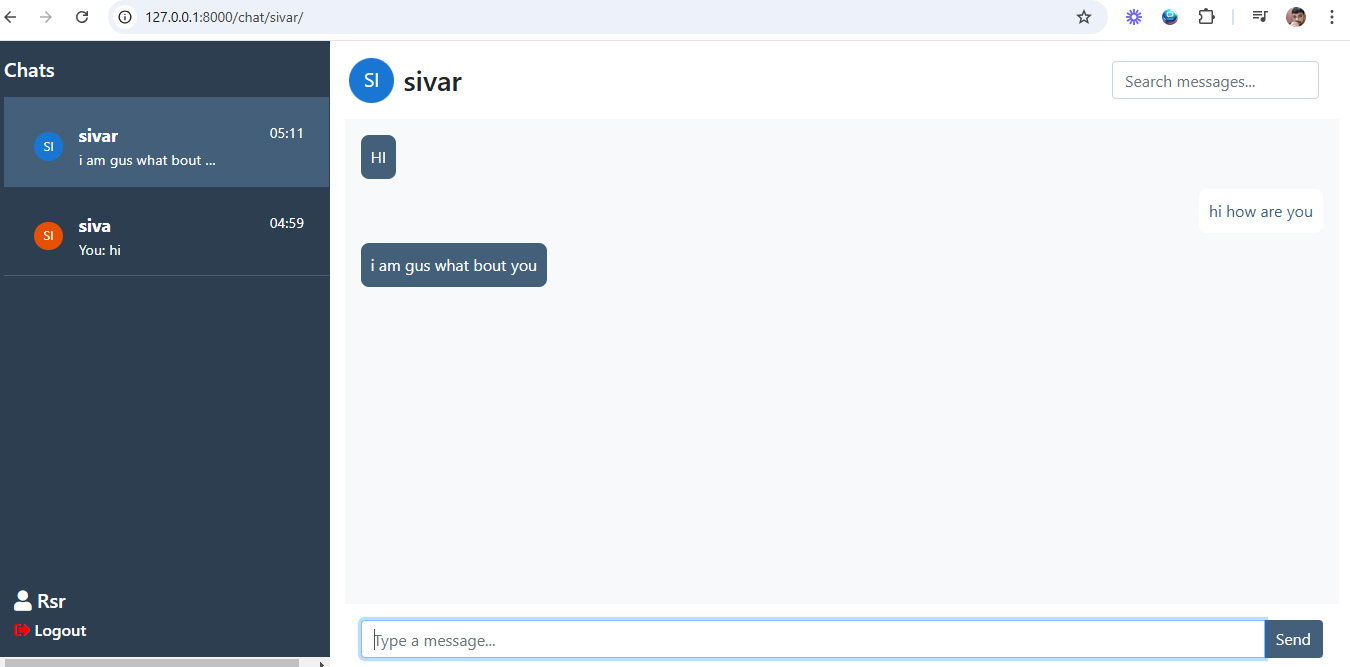 127.0.0.1:8000/chat/sivar/
Chats
SI
sivar
05:11
i am gus what bout ...
SI
siva
04:59
You: hi
Rsr
Logout
SI
sivar
Search messages...
HI
hi how are you
i am gus what bout you
Type a message...
Send